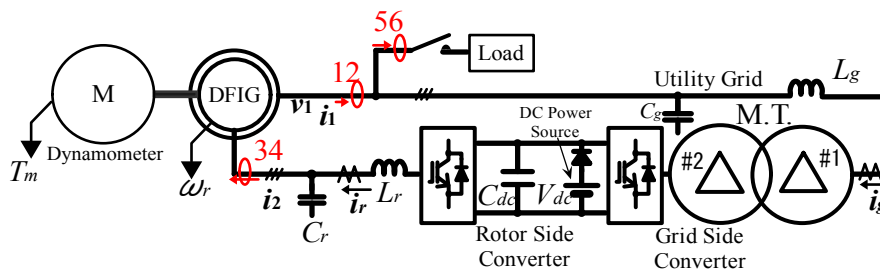 56
Load
12
M
DFIG
v1
i1
Utility Grid
Lg
Cg
M.T.
DC Power
Source
#2
#1
Tm
Dynamometer
34
ωr
i2
ir
Lr
Cr
Cdc
Vdc
ig
Rotor Side
Converter
Grid Side
Converter